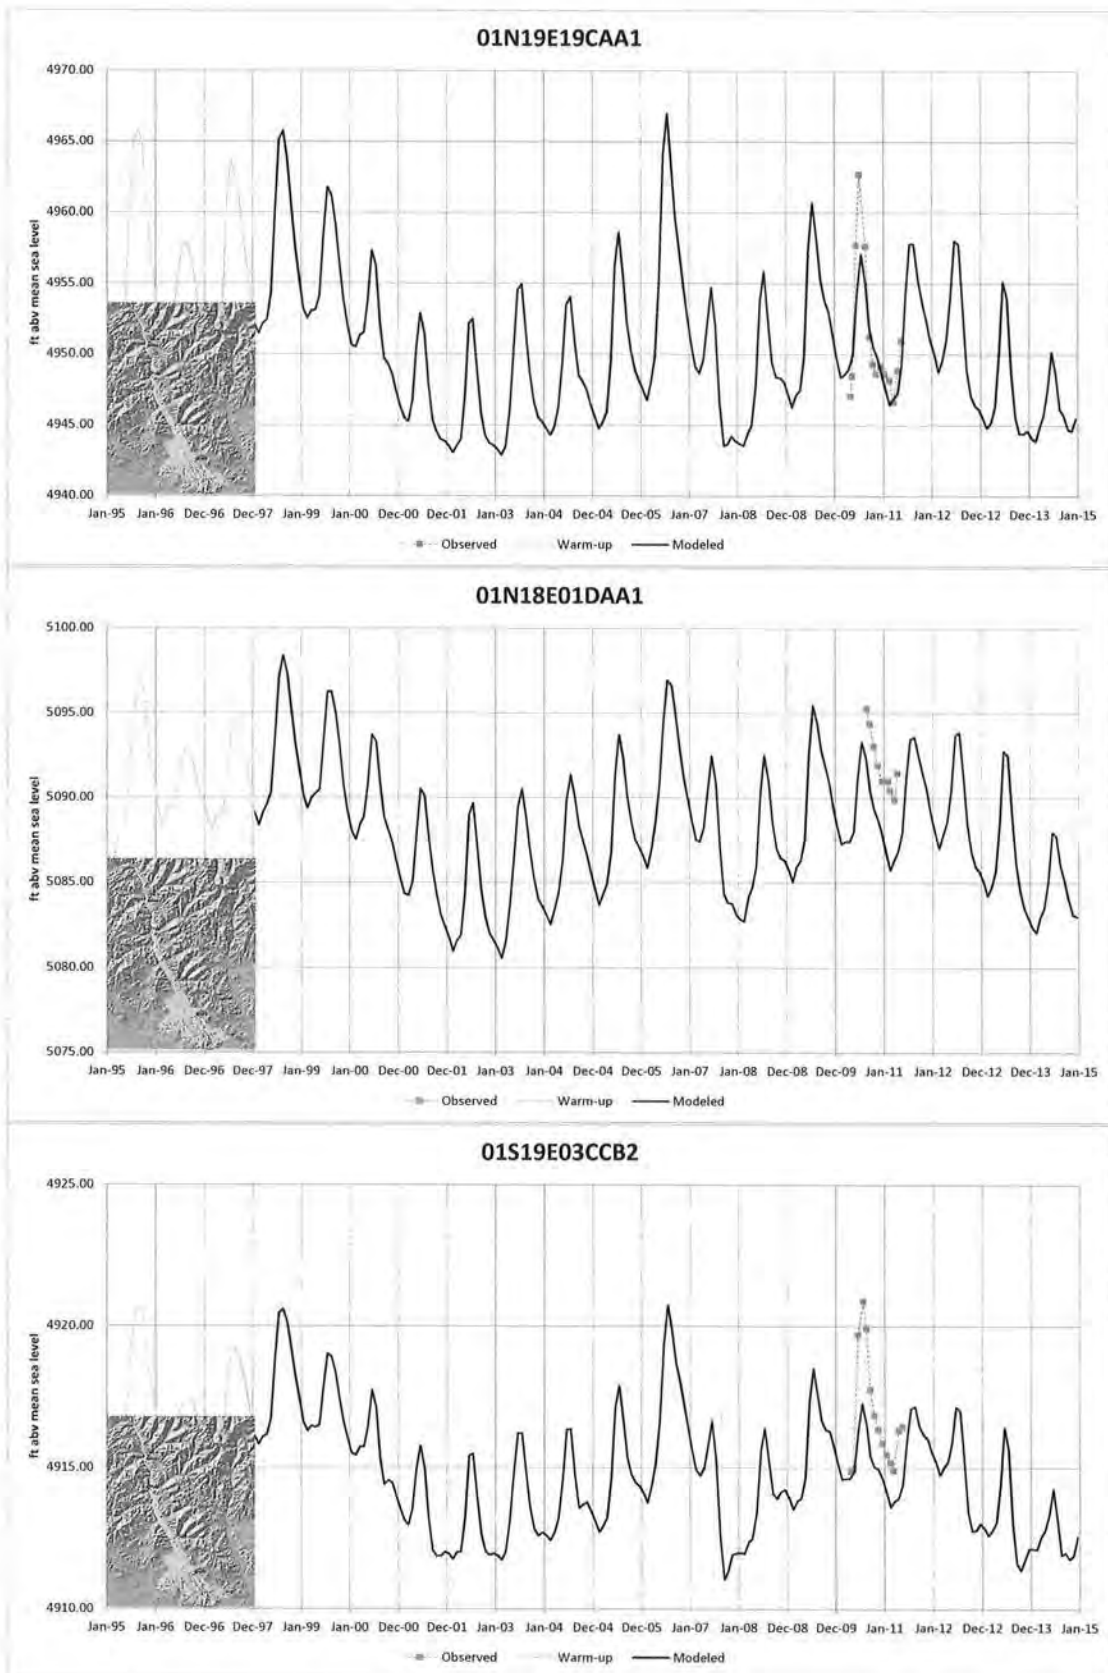 01N19E19CAA1
4970.00
4965.00
4960.00
4955.00
4950.00
4945.00
4940.00
ft abv mean sea level
Jan-95 Jan-96 Dec-96 Dec-97 Jan-99 Jan-00 Dec-00 Dec-01 Jan-03 Jan-04 Dec-04 Dec-05 Jan-07 Jan-08 Dec-08 Dec-09 Jan-11 Jan-12 Dec-12 Dec-13 Jan-15
Observed Warm-up Modeled
01N18E01DAA1
5100.00
5095.00
5090.00
5085.00
5080.00
5075.00
ft abv mean sea level
Jan-95 Jan-96 Dec-96 Dec-97 Jan-99 Jan-00 Dec-00 Dec-01 Jan-03 Jan-04 Dec-04 Dec-05 Jan-07 Jan-08 Dec-08 Dec-09 Jan-11 Jan-12 Dec-12 Dec-13 Jan-15
Observed Warm-up Modeled
01S19E03CCB2
4925.00
4920.00
4915.00
4910.00
ft abv mean sea level
Jan-95 Jan-96 Dec-96 Dec-97 Jan-99 Jan-00 Dec-00 Dec-01 Jan-03 Jan-04 Dec-04 Dec-05 Jan-07 Jan-08 Dec-08 Dec-09 Jan-11 Jan-12 Dec-12 Dec-13 Jan-15
Observed Warm-up Modeled